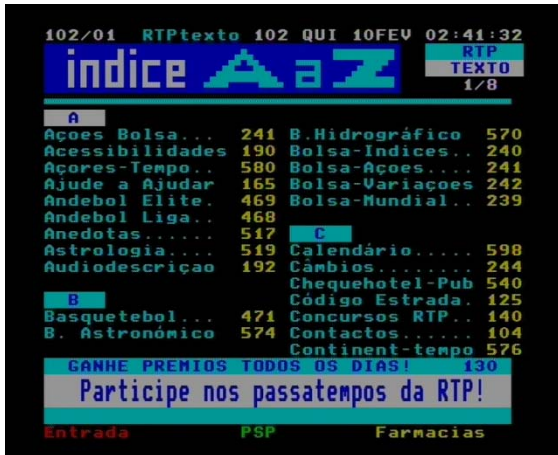 102/01 RTPtexto 102 QUI 10FEV 02:41:32
indice A a Z
RTP
TEXTO
1/8
A
Açoes Bolsa... 241
Acessibilidades 190
Açores-Tempo.. 580
Ajude a Ajudar 165
Andebol Elite. 469
Andebol Liga.. 468
Anedotas...... 517
Astrologia.... 519
Audiodescriçao 192
B
Basquetebol... 471
B. Astronómico 574
B.Hidrográfico 570
Bolsa-Indices.. 240
Bolsa-Açoes.... 241
Bolsa-Variaçoes 242
Bolsa-Mundial.. 239
C
Calendário..... 598
Câmbios........ 244
Chequehotel-Pub 540
Código Estrada. 125
Concursos RTP.. 140
Contactos...... 104
Continent-tempo 576
GANHE PREMIOS TODOS OS DIAS! 130
Participe nos passatempos da RTP!
Entrada PSP Farmacias